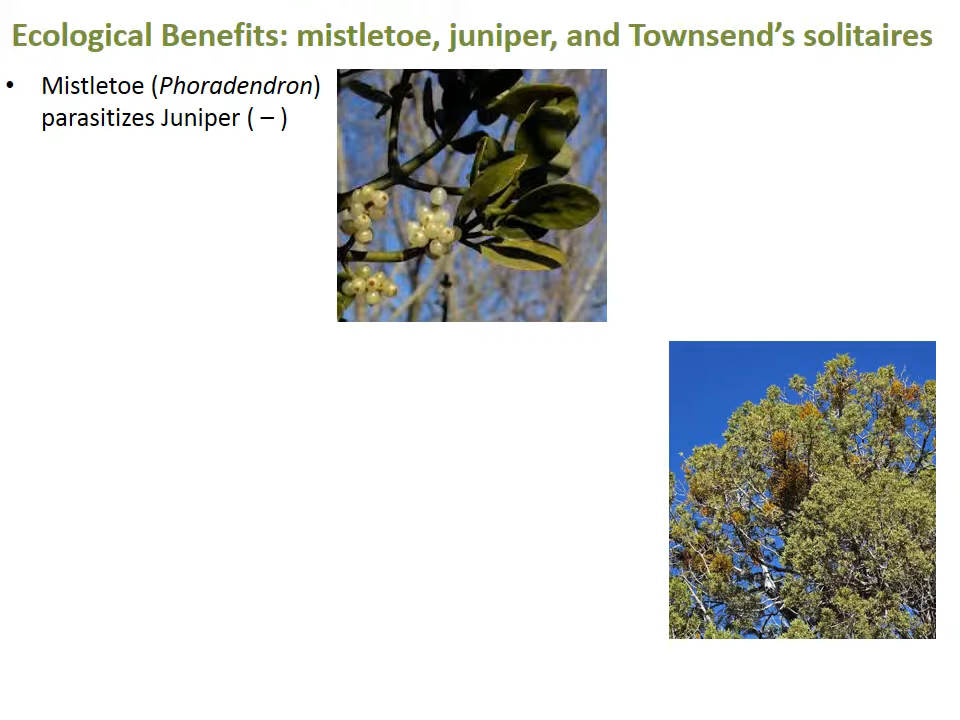 Ecological Benefits: mistletoe, juniper, and Townsend’s solitaires
• Mistletoe (Phoradendron)
parasitizes Juniper ( – )